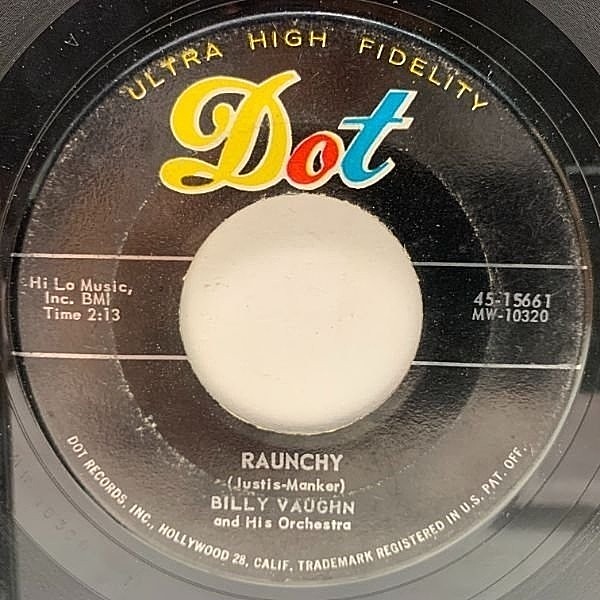 ULTRA HIGH FIDELITY
Dot
Hi Lo Music,
Inc. BMI
Time 2:13
45-15661
MW-10320
RAUNCHY
(Justis-Manker)
BILLY VAUGHN
and His Orchestra
DOT RECORDS, INC., HOLLYWOOD 28, CALIF. TRADEMARK REGISTERED IN U.S. PAT. OFF.